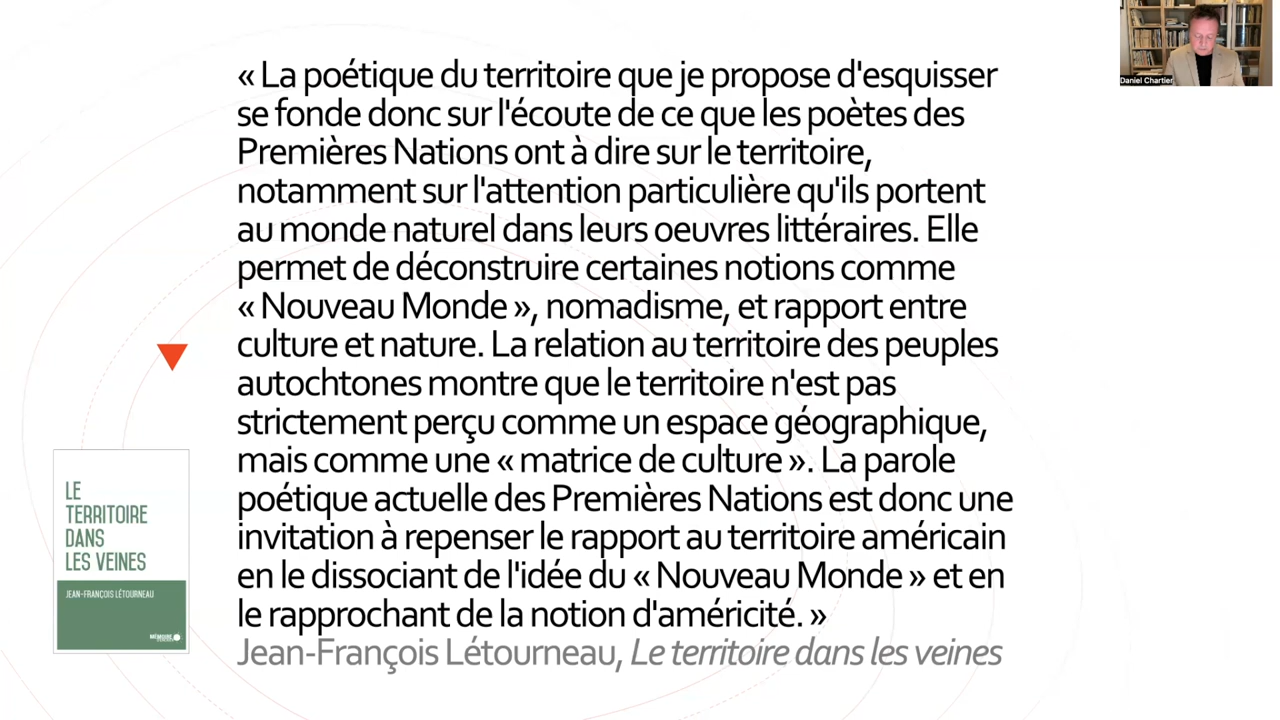 Daniel Chartier
« La poétique du territoire que je propose d'esquisser
se fonde donc sur l'écoute de ce que les poètes des
Premières Nations ont à dire sur le territoire,
notamment sur l'attention particulière qu'ils portent
au monde naturel dans leurs oeuvres littéraires. Elle
permet de déconstruire certaines notions comme
« Nouveau Monde », nomadisme, et rapport entre
culture et nature. La relation au territoire des peuples
autochtones montre que le territoire n'est pas
strictement perçu comme un espace géographique,
mais comme une « matrice de culture ». La parole
poétique actuelle des Premières Nations est donc une
invitation à repenser le rapport au territoire américain
en le dissociant de l'idée du « Nouveau Monde » et en
le rapprochant de la notion d'américité. »
Jean-François Létourneau, Le territoire dans les veines
LE
TERRITOIRE
DANS
LES VEINES
JEAN-FRANÇOIS LÉTOURNEAU